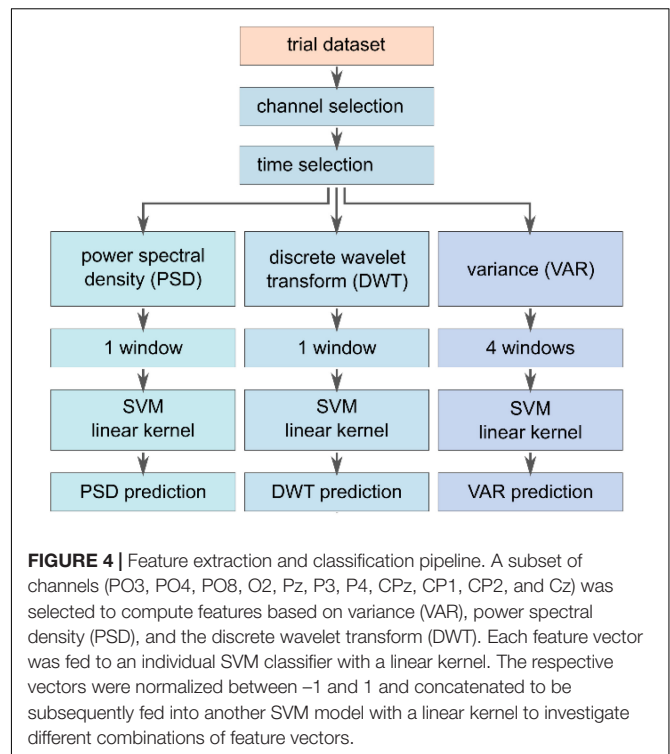 trial dataset
channel selection
time selection
power spectral
density (PSD)
discrete wavelet
transform (DWT)
variance (VAR)
1 window
1 window
4 windows
SVM
linear kernel
SVM
linear kernel
SVM
linear kernel
PSD prediction
DWT prediction
VAR prediction
FIGURE 4 | Feature extraction and classification pipeline. A subset of
channels (PO3, PO4, PO8, O2, Pz, P3, P4, CPz, CP1, CP2, and Cz) was
selected to compute features based on variance (VAR), power spectral
density (PSD), and the discrete wavelet transform (DWT). Each feature vector
was fed to an individual SVM classifier with a linear kernel. The respective
vectors were normalized between –1 and 1 and concatenated to be
subsequently fed into another SVM model with a linear kernel to investigate
different combinations of feature vectors.